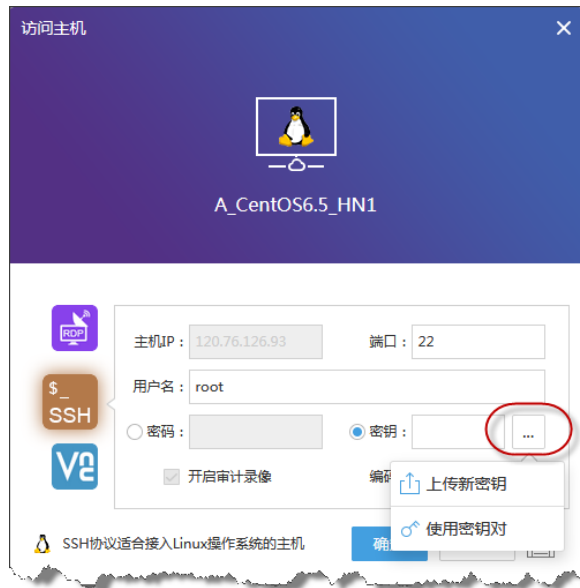 访问主机
A_CentOS6.5_HN1
RDP
主机IP： 120.76.126.93 端口： 22
$_
SSH
用户名： root
密码： 密钥： ...
开启审计录像 编码
上传新密钥
使用密钥对
SSH协议适合接入Linux操作系统的主机 确